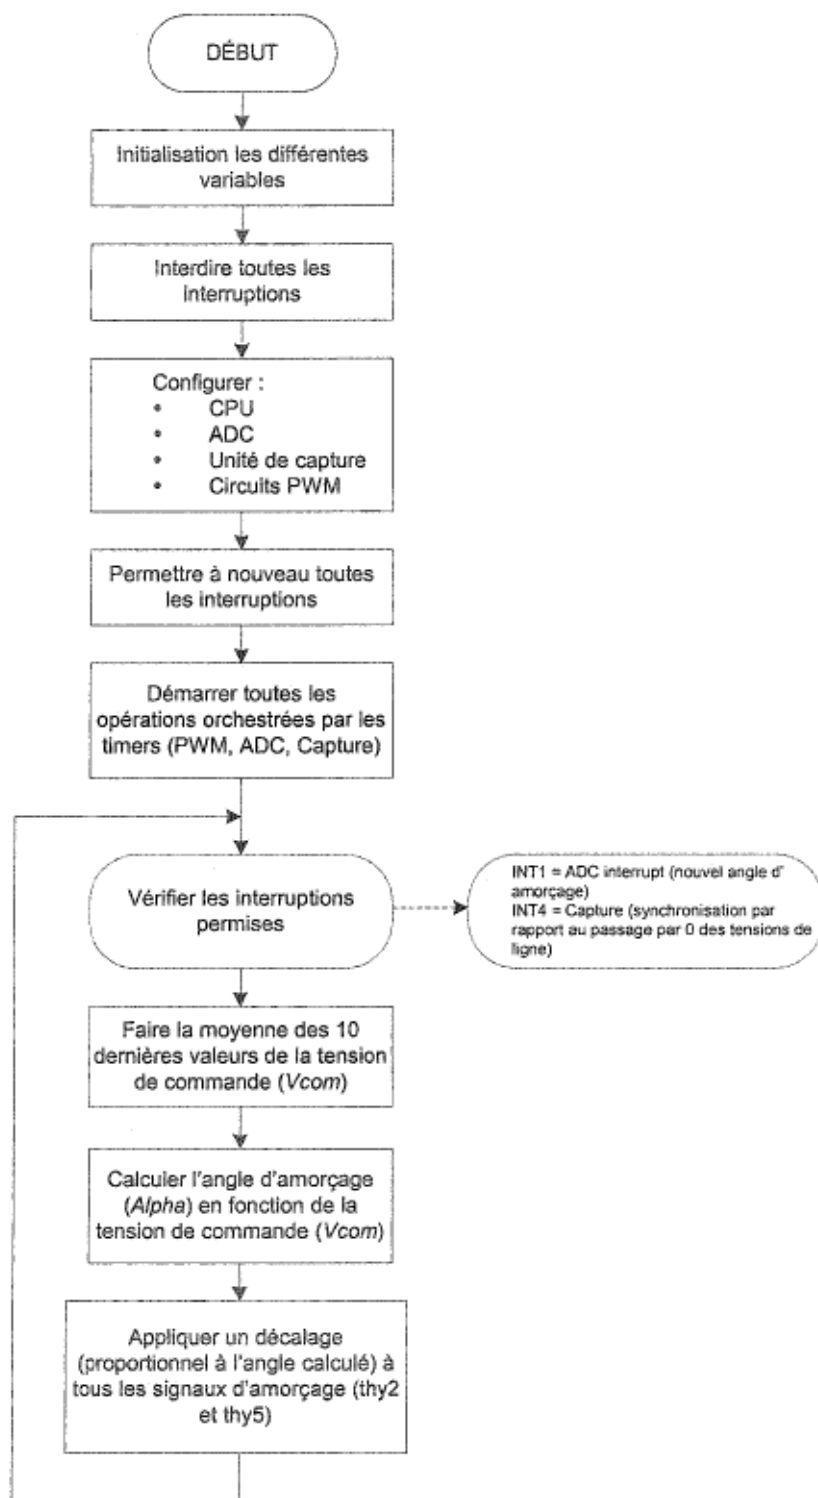 DÉBUT
Initialisation les différentes
variables
Interdire toutes les
interruptions
Configurer :
• CPU
• ADC
• Unité de capture
• Circuits PWM
Permettre à nouveau toutes
les interruptions
Démarrer toutes les
opérations orchestrées par les
timers (PWM, ADC, Capture)
Vérifier les interruptions
permises
INT1 = ADC interrupt (nouvel angle d'
amorçage)
INT4 = Capture (synchronisation par
rapport au passage par 0 des tensions de
ligne)
Faire la moyenne des 10
dernières valeurs de la tension
de commande (Vcom)
Calculer l'angle d'amorçage
(Alpha) en fonction de la
tension de commande (Vcom)
Appliquer un décalage
(proportionnel à l'angle calculé) à
tous les signaux d'amorçage (thy2
et thy5)